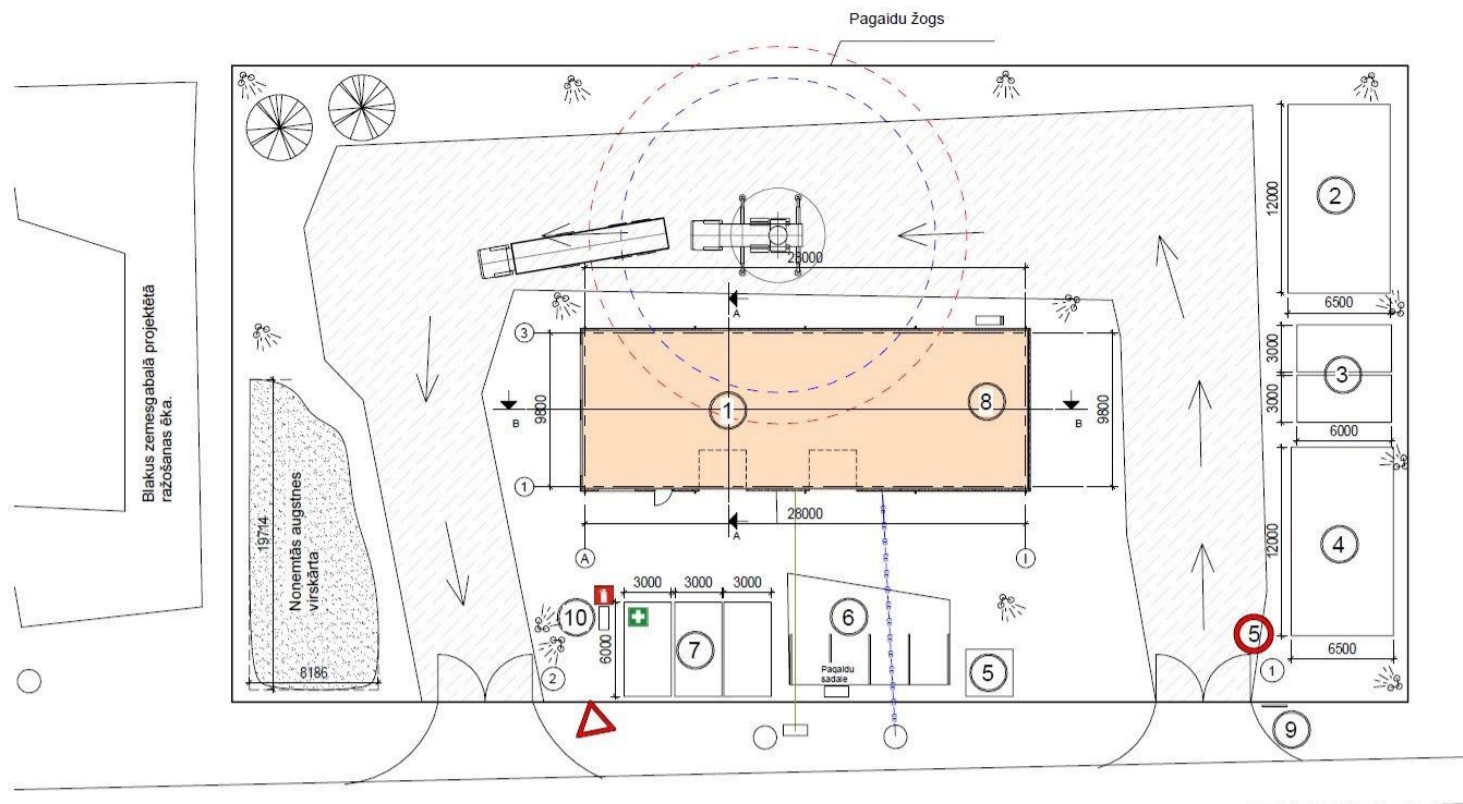 Pagaidu žogs
12000
2
28000
6500
A
3
3000
3
3000
9800
1
8
9800
B
B
6000
1
Blakus zemesgabalā projektētā
ražošanas ēka.
28000
A
A
I
19714
Noņemtās augstnes
virskārta
12000
4
3000
3000
3000
10
6
5
6000
7
8186
2
Pagaidu
sadale
5
1
6500
9